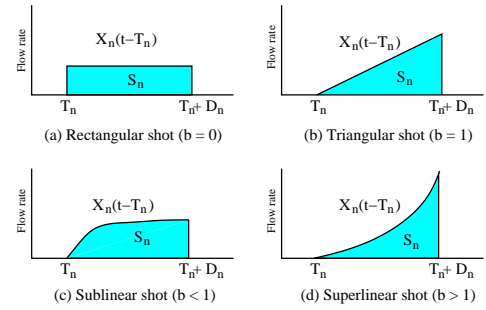 Flow rate
X_n(t−T_n)
S_n
T_n
T_n+ D_n
(a) Rectangular shot (b = 0)
Flow rate
X_n(t−T_n)
S_n
T_n
T_n+ D_n
(b) Triangular shot (b = 1)
Flow rate
X_n(t−T_n)
S_n
T_n
T_n+ D_n
(c) Sublinear shot (b < 1)
Flow rate
X_n(t−T_n)
S_n
T_n
T_n+ D_n
(d) Superlinear shot (b > 1)